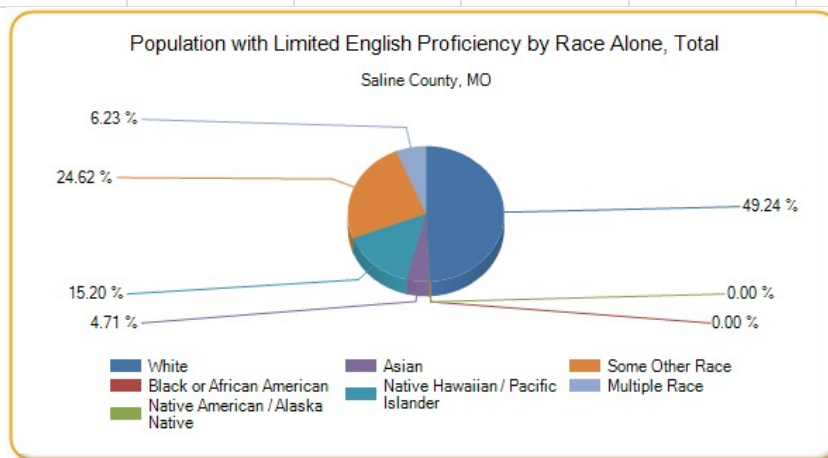 Population with Limited English Proficiency by Race Alone, Total
Saline County, MO
6.23 %
24.62 %
49.24 %
15.20 %
0.00 %
4.71 %
0.00 %
White
Black or African American
Native American / Alaska
Native
Asian
Native Hawaiian / Pacific
Islander
Some Other Race
Multiple Race